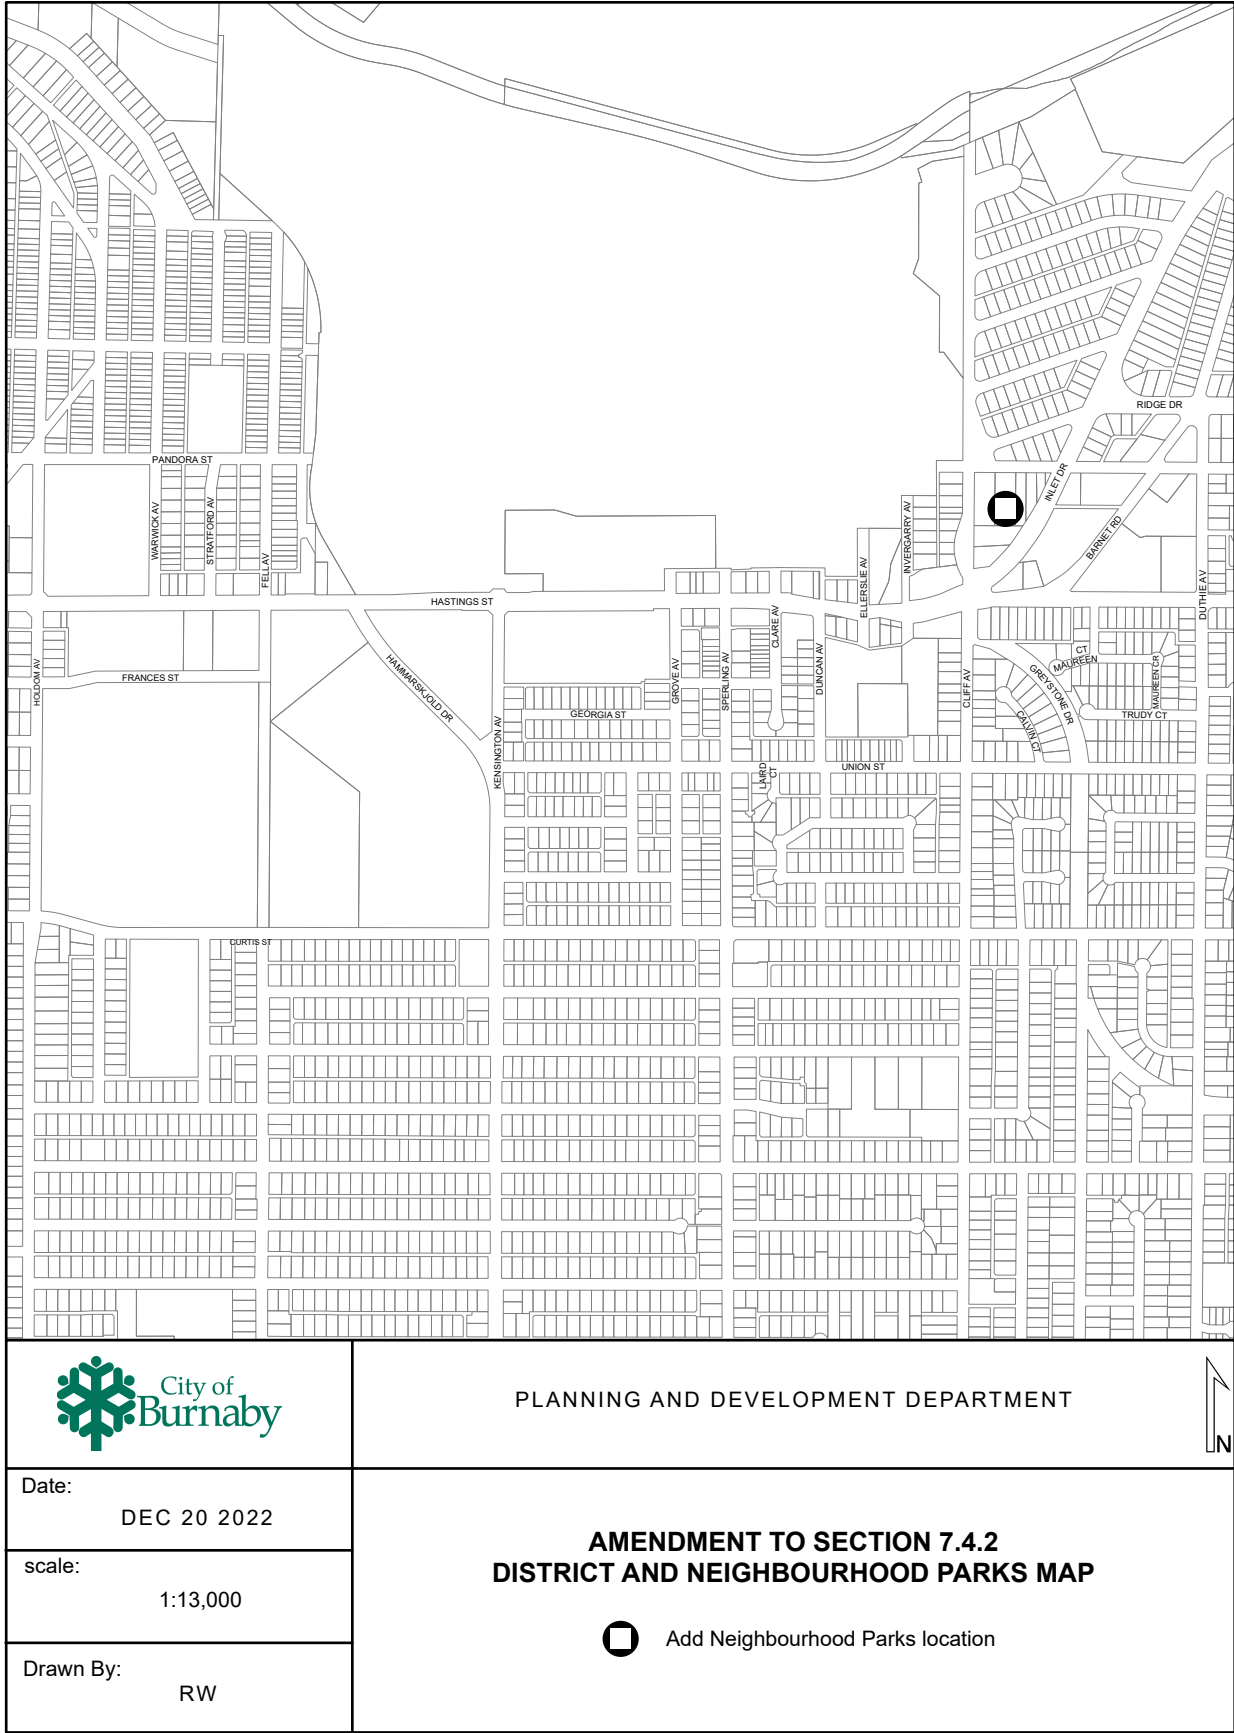 RIDGE DR
PANDORA ST
INLET DR
WARWICK AV
STRATFORD AV
FELL AV
BARNET RD
INVERGARRY AV
ELLERSLIE AV
DUTHIE AV
HASTINGS ST
CLARE AV
HOLDOM AV
FRANCES ST
HAMMARSKJOLD DR
GROVE AV
SPERLING AV
DUNCAN AV
CLIFF AV
CT
MAUREEN
MAUREEN CR
GREYSTONE DR
CALVIN CT
TRUDY CT
GEORGIA ST
KENSINGTON AV
LAIRD
CT
UNION ST
CURTIS ST
City of
Burnaby
PLANNING AND DEVELOPMENT DEPARTMENT
N
Date:
DEC 20 2022
scale:
1:13,000
Drawn By:
RW
AMENDMENT TO SECTION 7.4.2
DISTRICT AND NEIGHBOURHOOD PARKS MAP
Add Neighbourhood Parks location